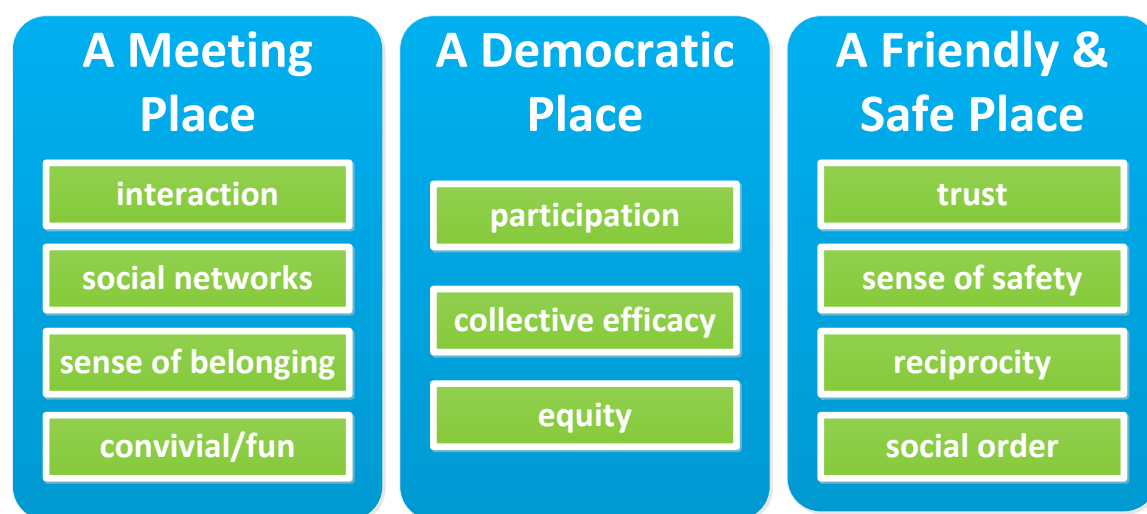 A Meeting
Place
interaction
social networks
sense of belonging
convivial/fun
A Democratic
Place
participation
collective efficacy
equity
A Friendly &
Safe Place
trust
sense of safety
reciprocity
social order